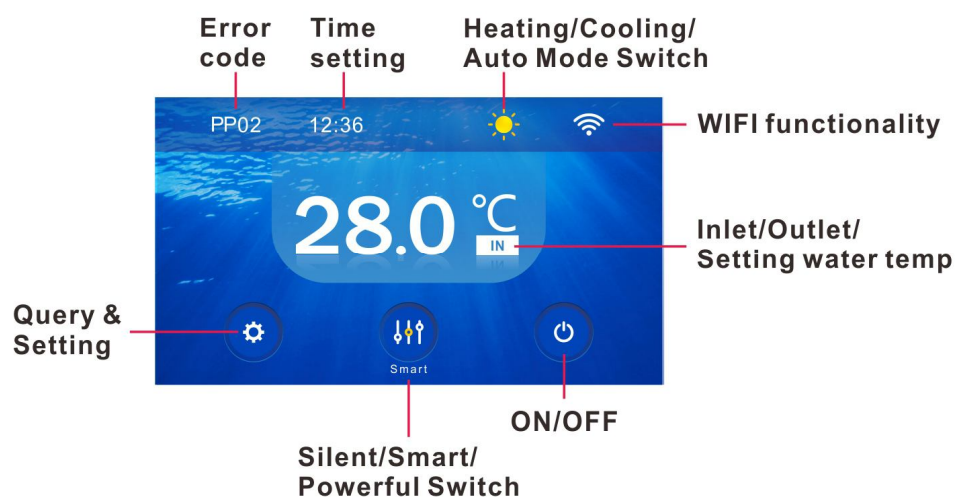 Error
code
Time
setting
Heating/Cooling/
Auto Mode Switch
PP02
12:36
WIFI functionality
28.0 °C
IN
Inlet/Outlet/
Setting water temp
Query &
Setting
Smart
ON/OFF
Silent/Smart/
Powerful Switch